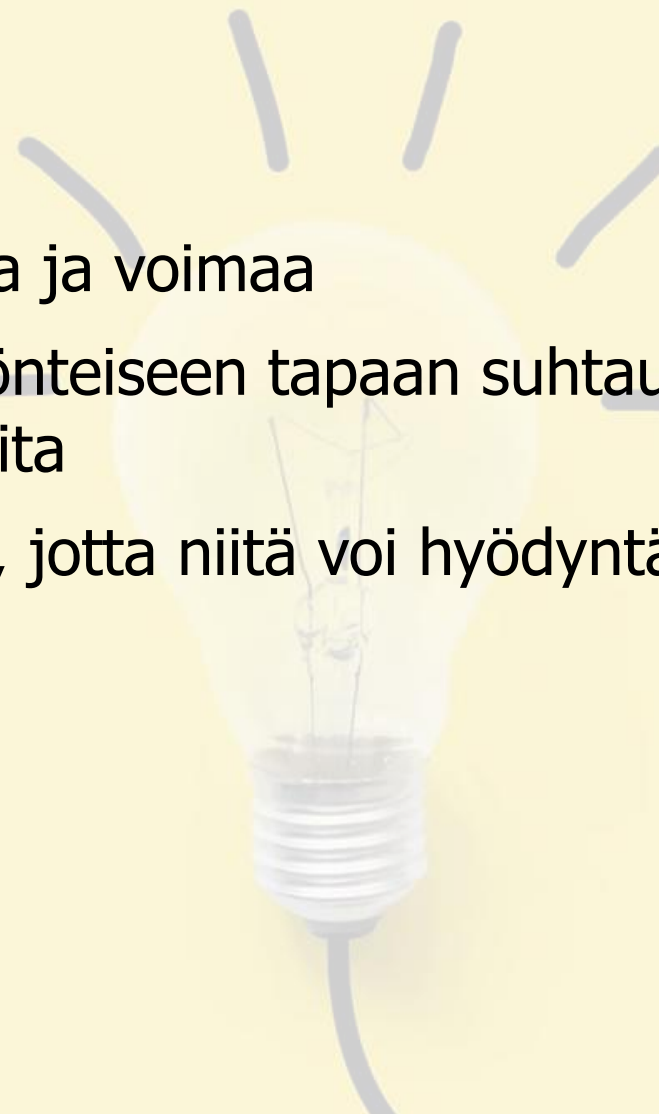 a ja voimaa
önteiseen tapaan suhtau
ita
, jotta niitä voi hyödyntä